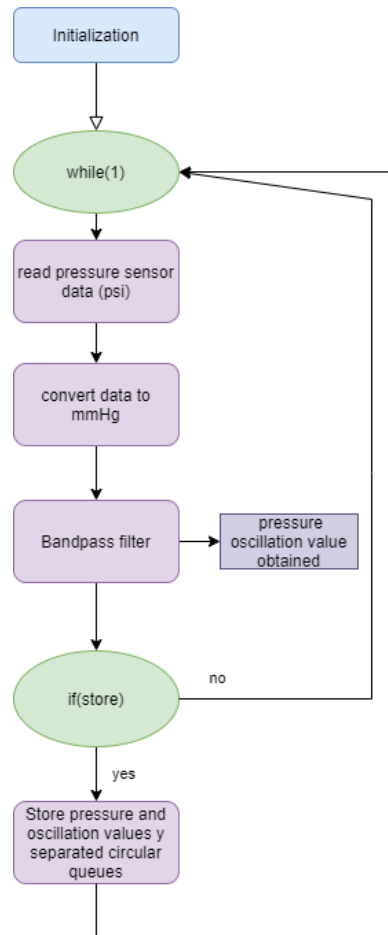 Initialization
while(1)
read pressure sensor
data (psi)
convert data to
mmHg
Bandpass filter
pressure
oscillation value
obtained
if(store)
no
yes
Store pressure and
oscillation values y
separated circular
queues